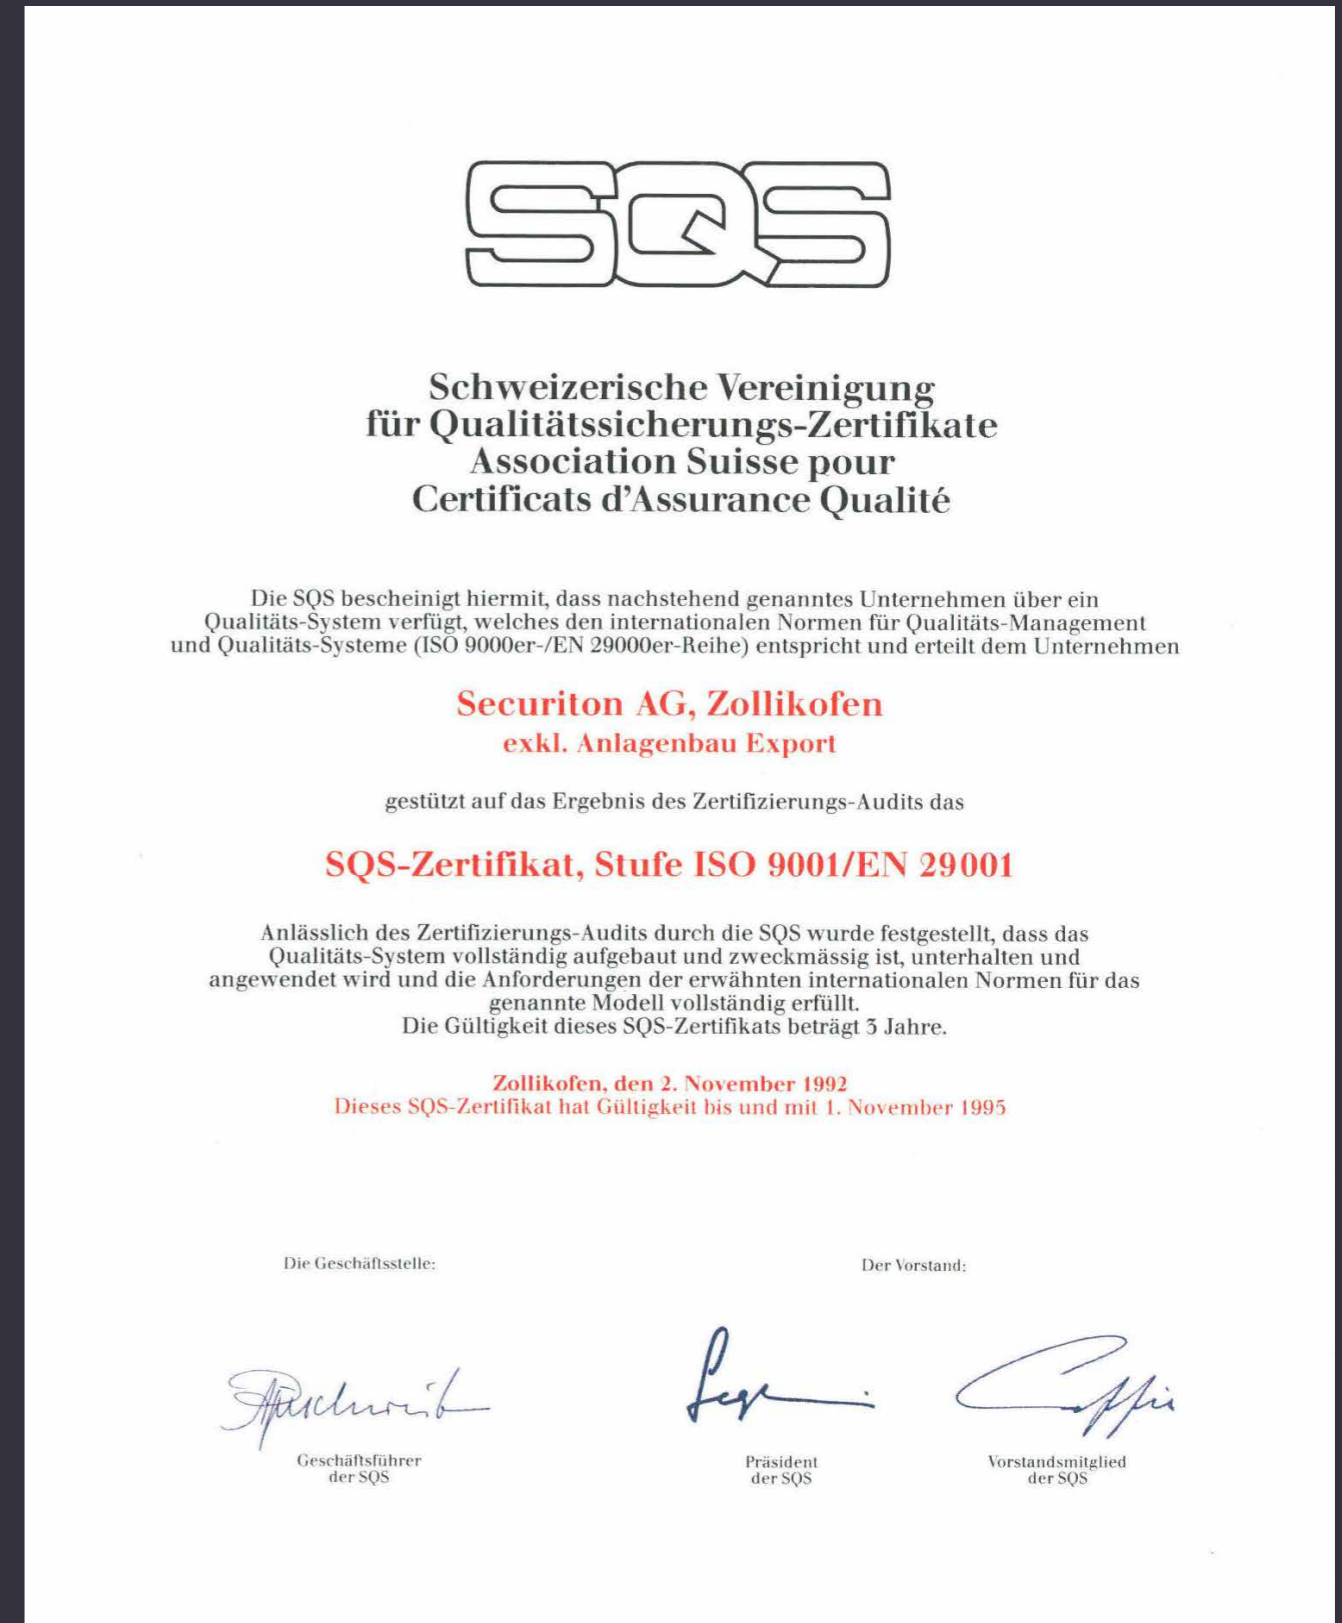 SQS
Schweizerische Vereinigung
für Qualitätssicherungs-Zertifikate
Association Suisse pour
Certificats d'Assurance Qualité
Die SQS bescheinigt hiermit, dass nachstehend genanntes Unternehmen über ein
Qualitäts-System verfügt, welches den internationalen Normen für Qualitäts-Management
und Qualitäts-Systeme (ISO 9000er-/EN 29000er-Reihe) entspricht und erteilt dem Unternehmen
Securiton AG, Zollikofen
exkl. Anlagenbau Export
gestützt auf das Ergebnis des Zertifizierungs-Audits das
SQS-Zertifikat, Stufe ISO 9001/EN 29001
Anlässlich des Zertifizierungs-Audits durch die SQS wurde festgestellt, dass das
Qualitäts-System vollständig aufgebaut und zweckmässig ist, unterhalten und
angewendet wird und die Anforderungen der erwähnten internationalen Normen für das
genannte Modell vollständig erfüllt.
Die Gültigkeit dieses SQS-Zertifikats beträgt 3 Jahre.
Zollikofen, den 2. November 1992
Dieses SQS-Zertifikat hat Gültigkeit bis und mit 1. November 1995
Die Geschäftsstelle:
Der Vorstand:
Geschäftsführer
der SQS
Präsident
der SQS
Vorstandsmitglied
der SQS